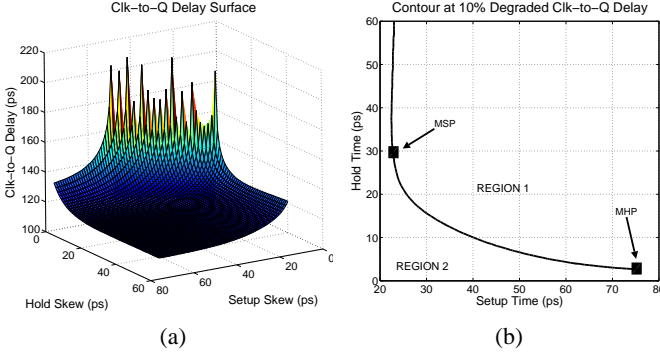 Clk−to−Q Delay Surface
220
200
180
160
140
120
100
Clk−to−Q Delay (ps)
0
20
40
60
Hold Skew (ps)
80
60
40
20
0
Setup Skew (ps)
(a)
Contour at 10% Degraded Clk−to−Q Delay
60
50
40
30
20
10
0
Hold Time (ps)
MSP
REGION 1
MHP
REGION 2
20
30
40
50
60
70
80
Setup Time (ps)
(b)